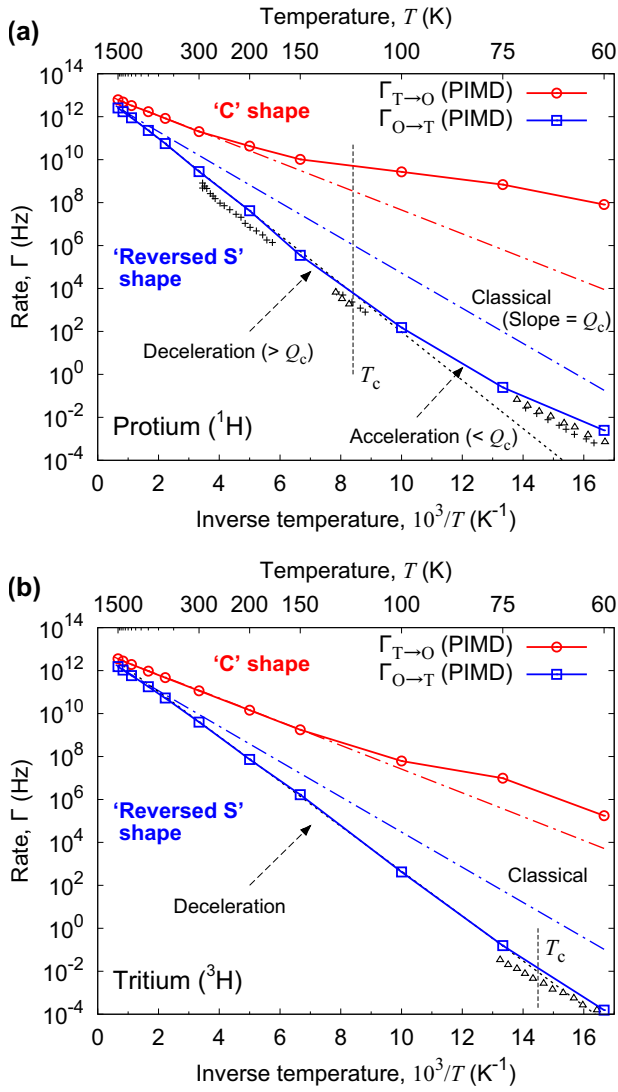 (a)
Temperature, T (K)
1500 300 200 150 100 75 60
10^14
10^12
10^10
10^8
10^6
10^4
10^2
10^0
10^-2
10^-4
Rate, Γ (Hz)
Γ_T→O (PIMD)
Γ_O→T (PIMD)
'C' shape
'Reversed S'
shape
Classical
(Slope = Q_c)
Deceleration (> Q_c)
T_c
Acceleration (< Q_c)
Protium (^1H)
0 2 4 6 8 10 12 14 16
Inverse temperature, 10^3/T (K^-1)
(b)
Temperature, T (K)
1500 300 200 150 100 75 60
10^14
10^12
10^10
10^8
10^6
10^4
10^2
10^0
10^-2
10^-4
Rate, Γ (Hz)
Γ_T→O (PIMD)
Γ_O→T (PIMD)
'C' shape
'Reversed S'
shape
Deceleration
Classical
T_c
Tritium (^3H)
0 2 4 6 8 10 12 14 16
Inverse temperature, 10^3/T (K^-1)